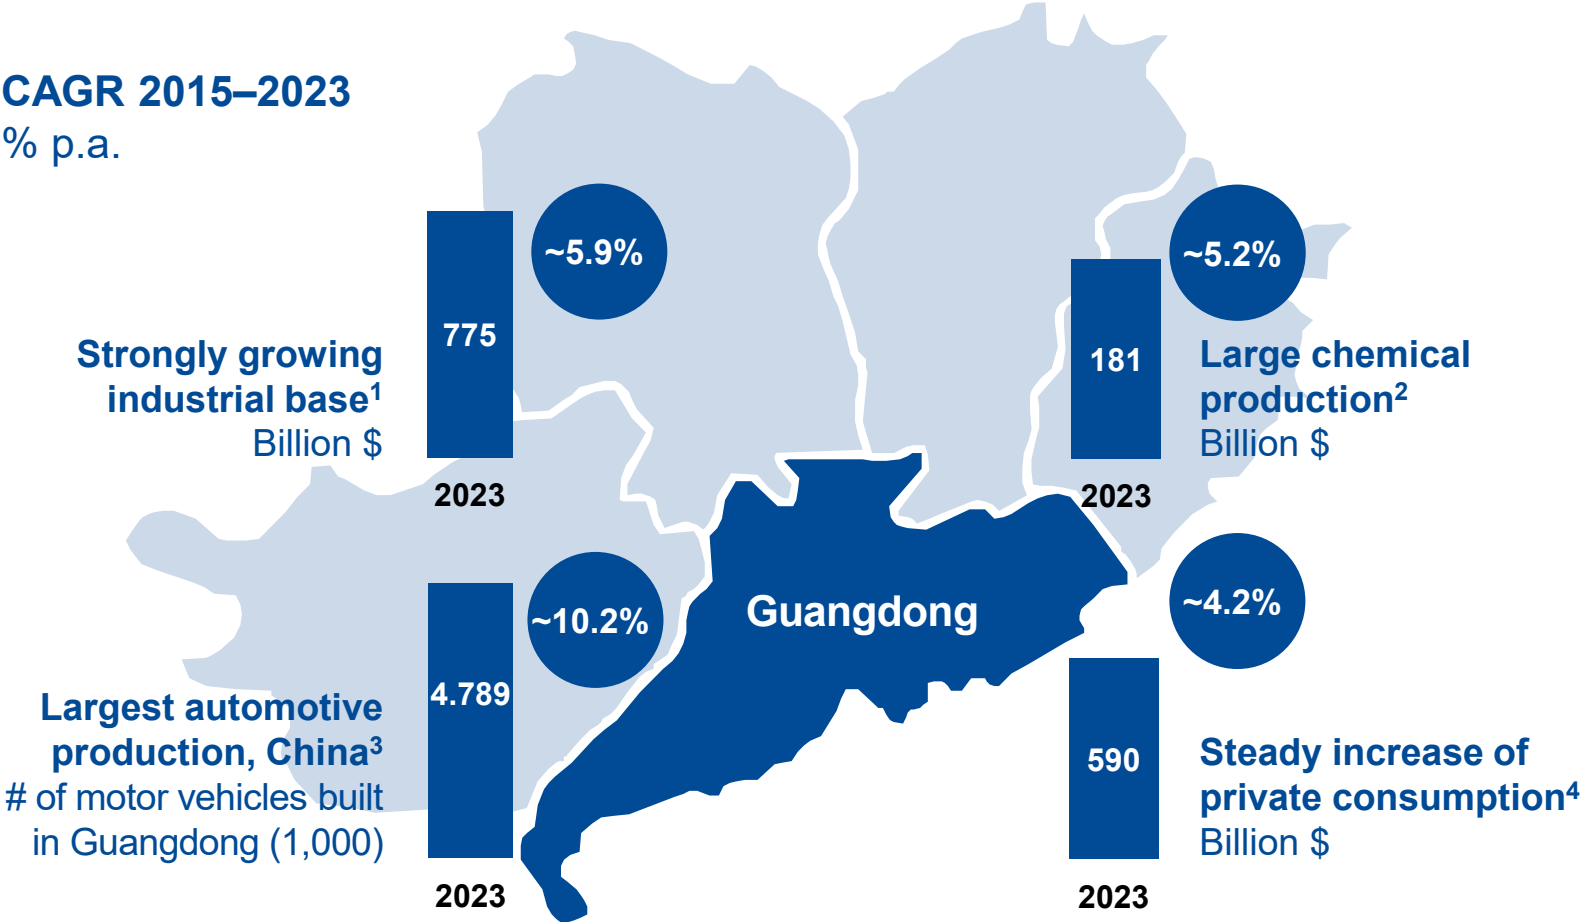 CAGR 2015–2023
% p.a.
~5.9%
775
Strongly growing
industrial base¹
Billion $
2023
~5.2%
181
Large chemical
production²
Billion $
2023
Guangdong
~10.2%
4.789
Largest automotive
production, China³
# of motor vehicles built
in Guangdong (1,000)
2023
~4.2%
590
Steady increase of
private consumption⁴
Billion $
2023